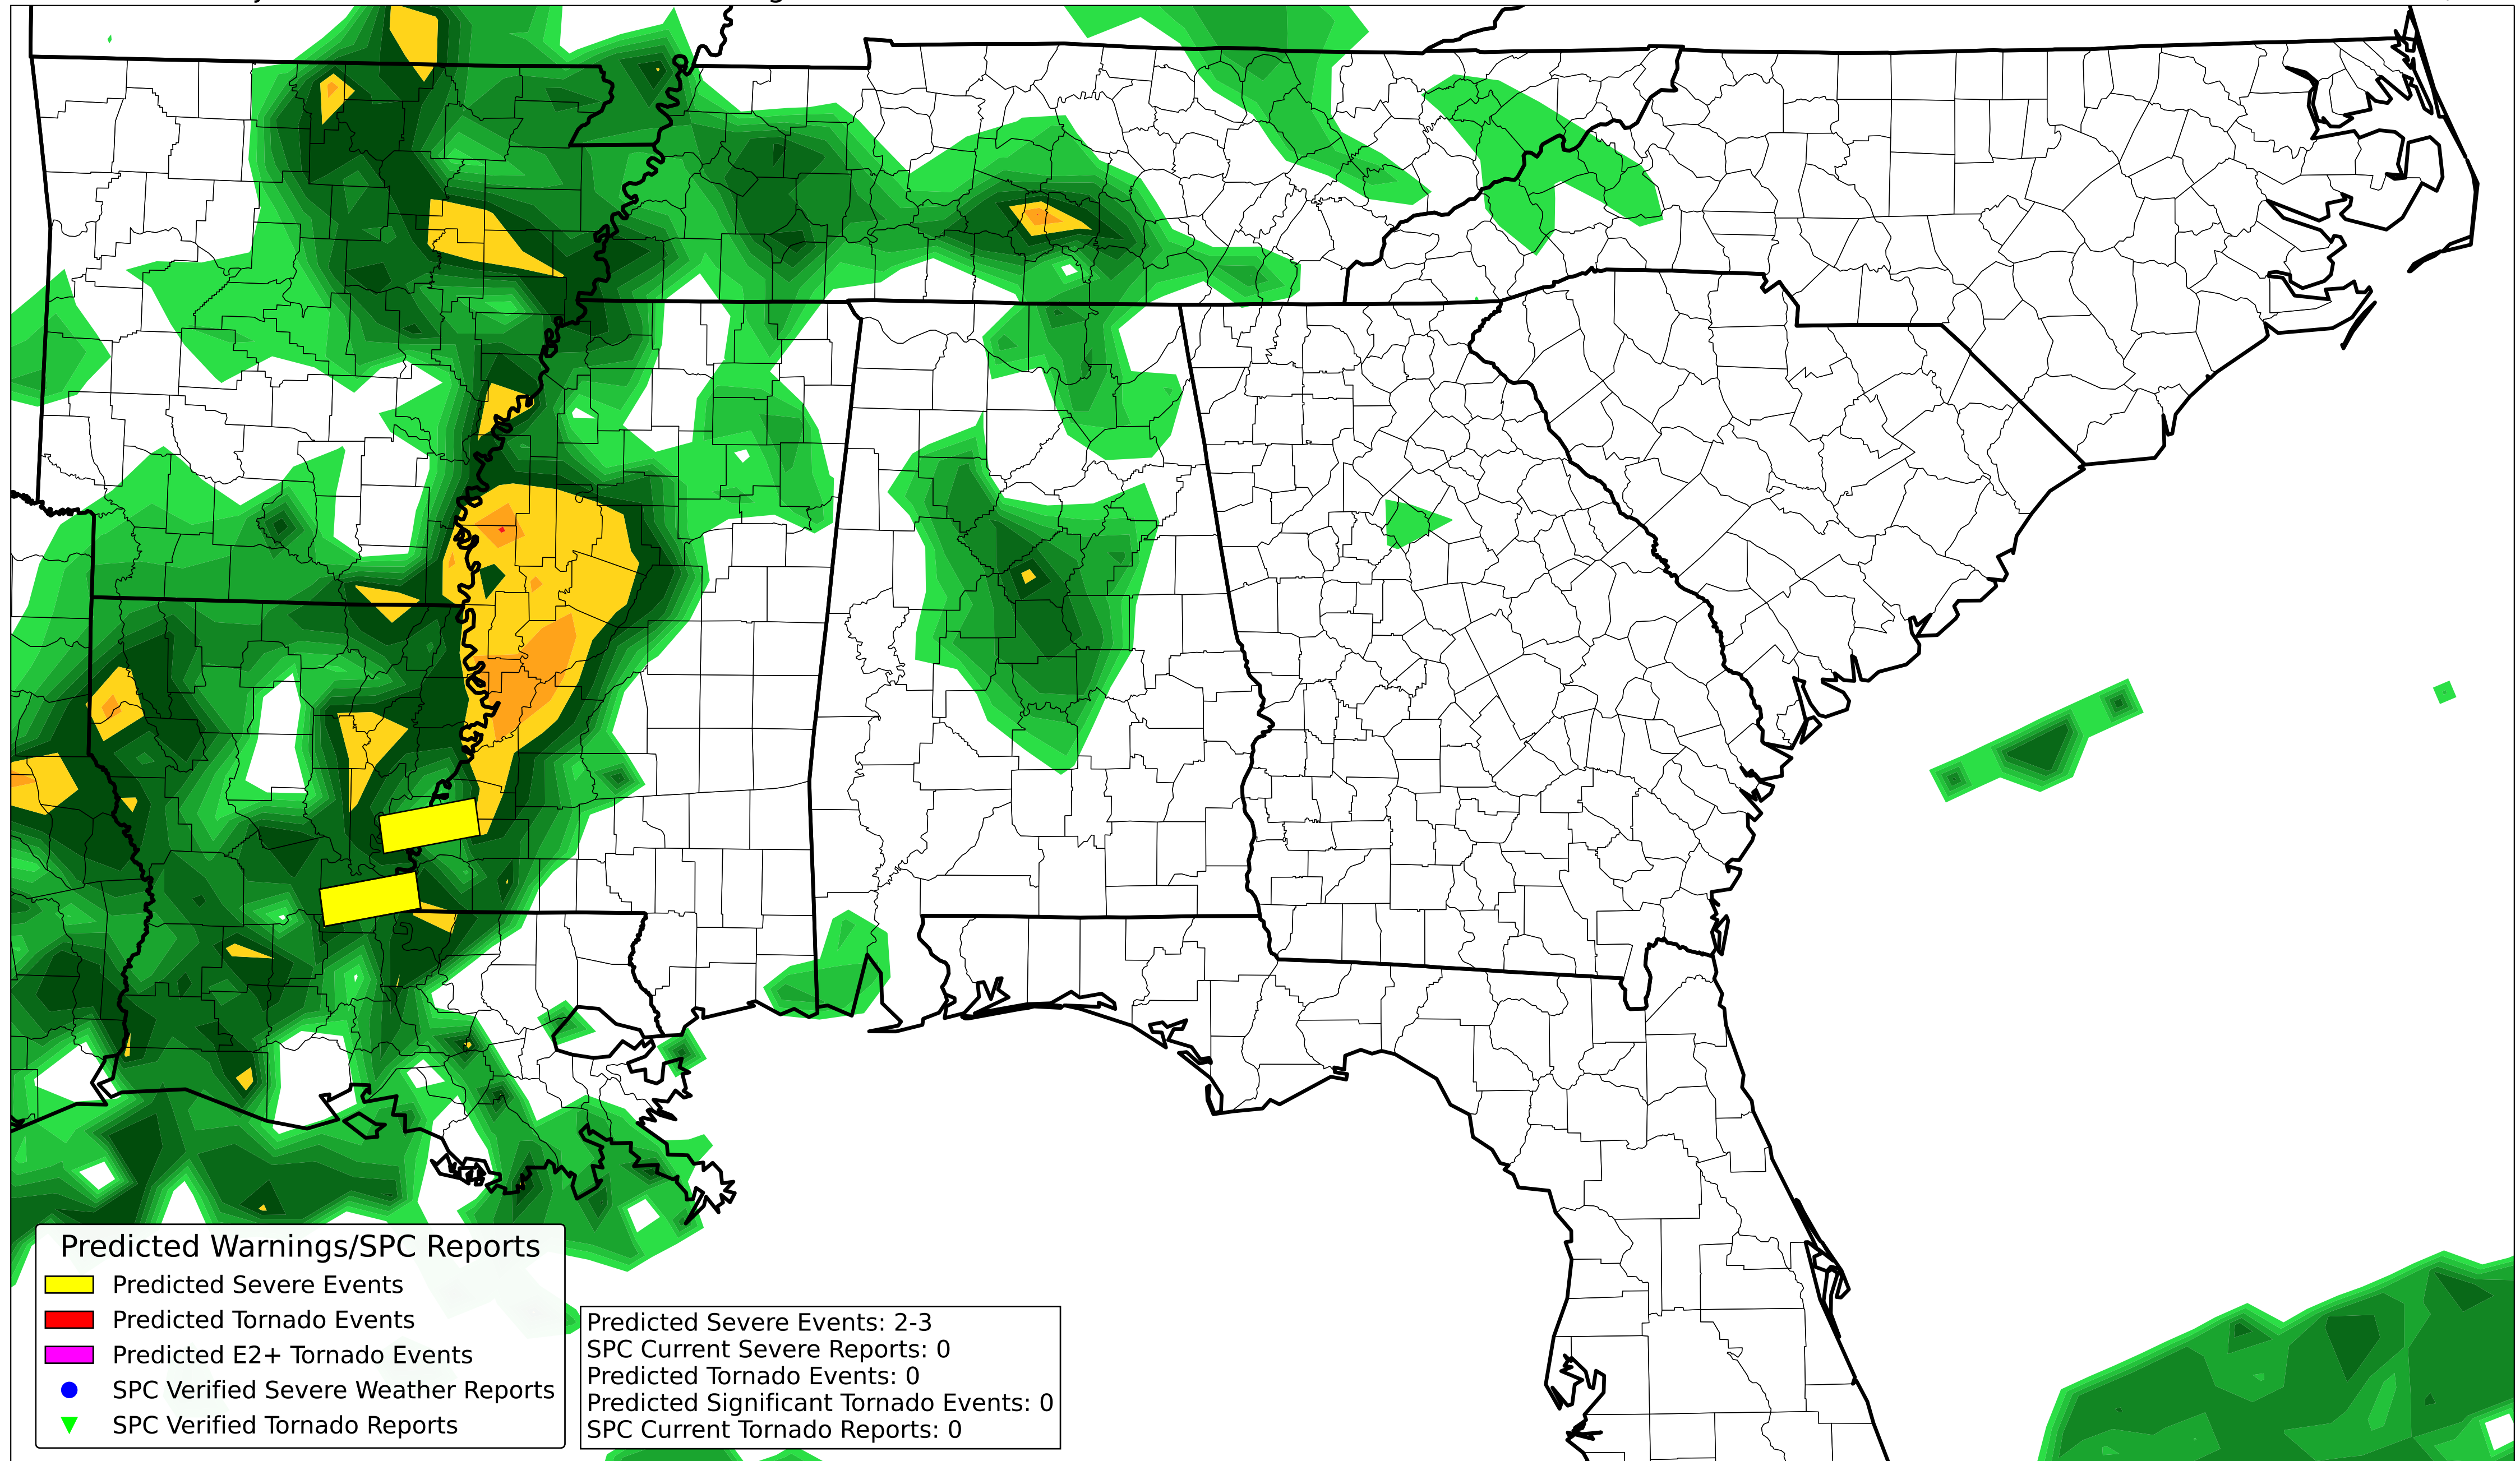 Predicted Warnings/SPC Reports
Predicted Severe Events
Predicted Tornado Events
Predicted E2+ Tornado Events
SPC Verified Severe Weather Reports
SPC Verified Tornado Reports
Predicted Severe Events: 2-3
SPC Current Severe Reports: 0
Predicted Tornado Events: 0
Predicted Significant Tornado Events: 0
SPC Current Tornado Reports: 0